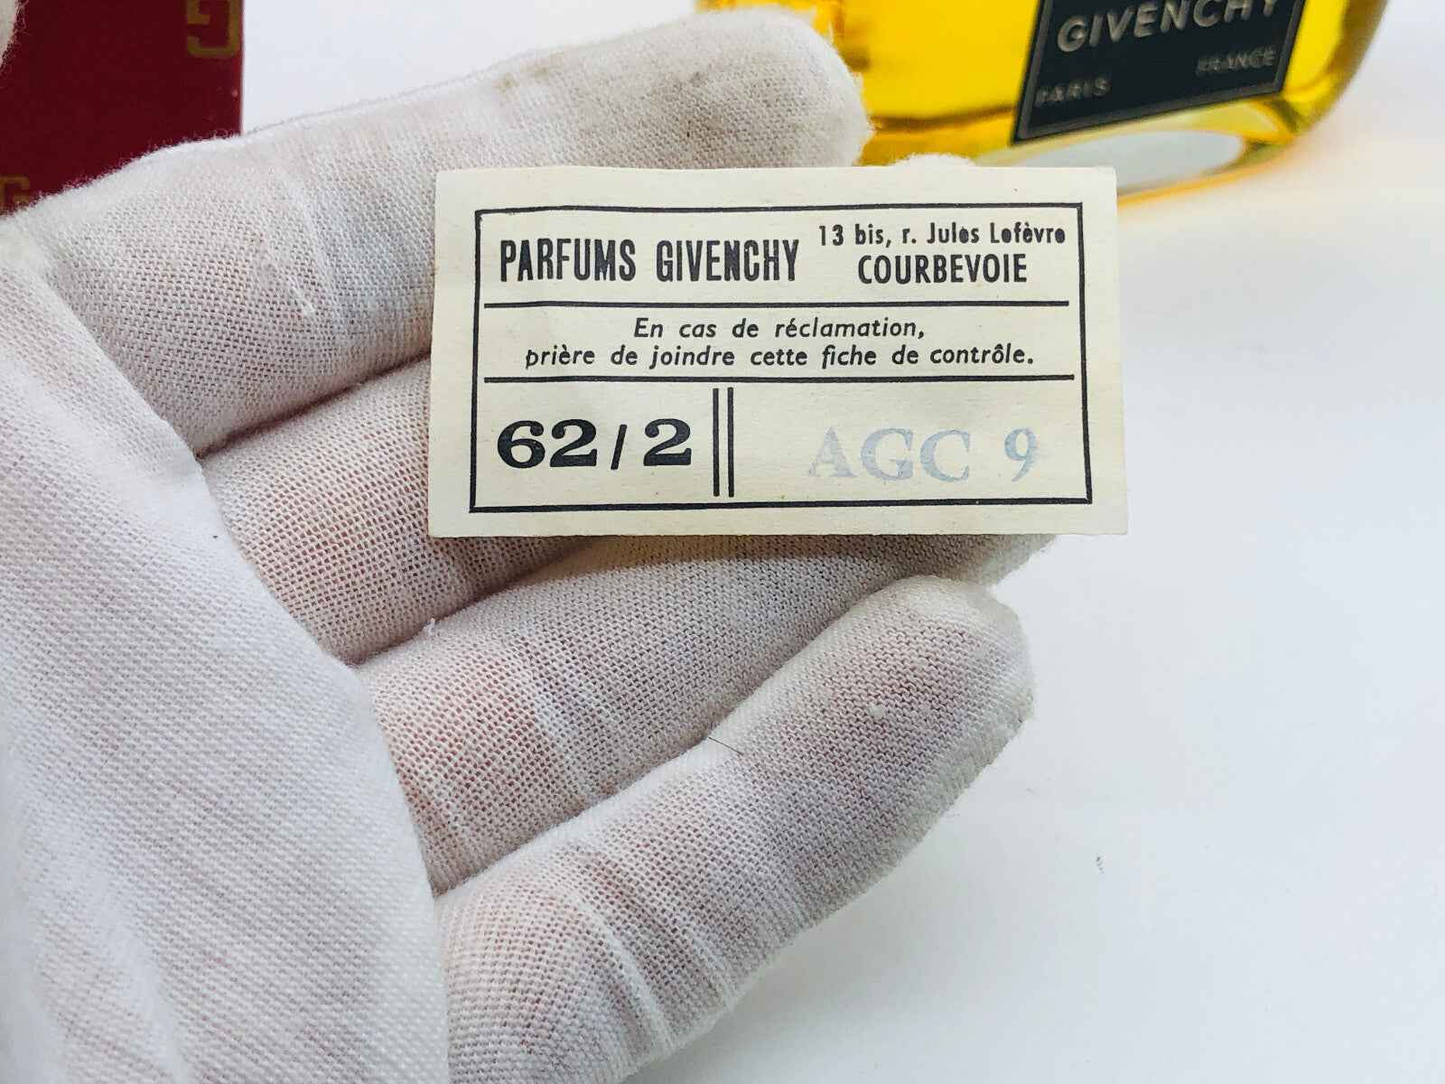 GIVENCHY
PARIS FRANCE
PARFUMS GIVENCHY
13 bis, r. Jules Lefèvre
COURBEVOIE
En cas de réclamation,
prière de joindre cette fiche de contrôle.
62/2
AGC 9
G
G